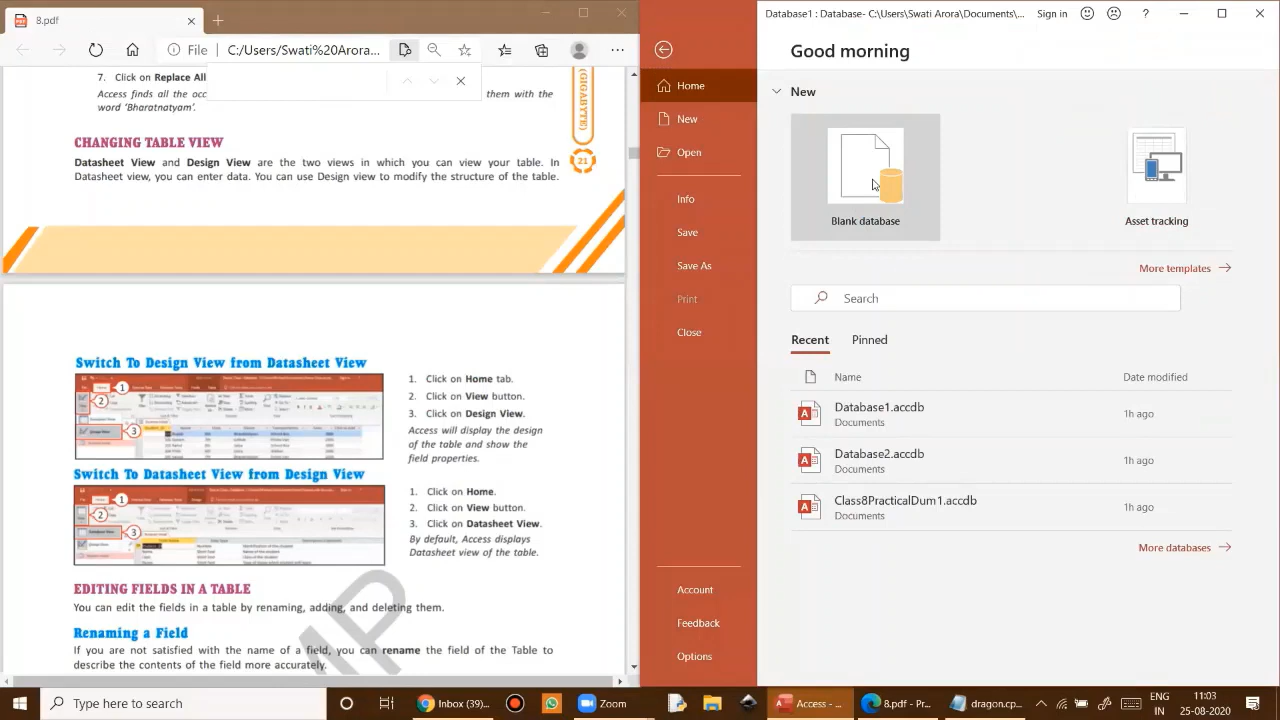 8.pdf
File
C:/Users/Swati%20Arora...
7. Click on Replace All
Access finds all the occ
them with the
word 'Bharatnatyam'.
(GIGABYTE)
21
CHANGING TABLE VIEW
Datasheet View and Design View are the two views in which you can view your table. In
Datasheet view, you can enter data. You can use Design view to modify the structure of the table.
Switch To Design View from Datasheet View
1
2
3
1. Click on Home tab.
2. Click on View button.
3. Click on Design View.
Access will display the design
of the table and show the
field properties.
Switch To Datasheet View from Design View
1
2
3
1. Click on Home.
2. Click on View button.
3. Click on Datasheet View.
By default, Access displays
Datasheet view of the table.
EDITING FIELDS IN A TABLE
You can edit the fields in a table by renaming, adding, and deleting them.
Renaming a Field
If you are not satisfied with the name of a field, you can rename the field of the Table to
describe the contents of the field more accurately.
MP
Database1 : Database- C:\Users\Swati Arora\Documents\...
Sign in
?
Good morning
Home
New
Open
Info
Save
Save As
Print
Close
Account
Feedback
Options
New
Blank database
Asset tracking
More templates
Search
Recent
Pinned
Name
Date modified
Database1.accdb
Documents
1h ago
Database2.accdb
Documents
1h ago
Class8PracticalDum1.accdb
Documents
1h ago
More databases
Type here to search
Inbox (39)...
Zoom
Access - ...
8.pdf - Pr...
dragon.cp...
ENG
IN
11:03
25-08-2020